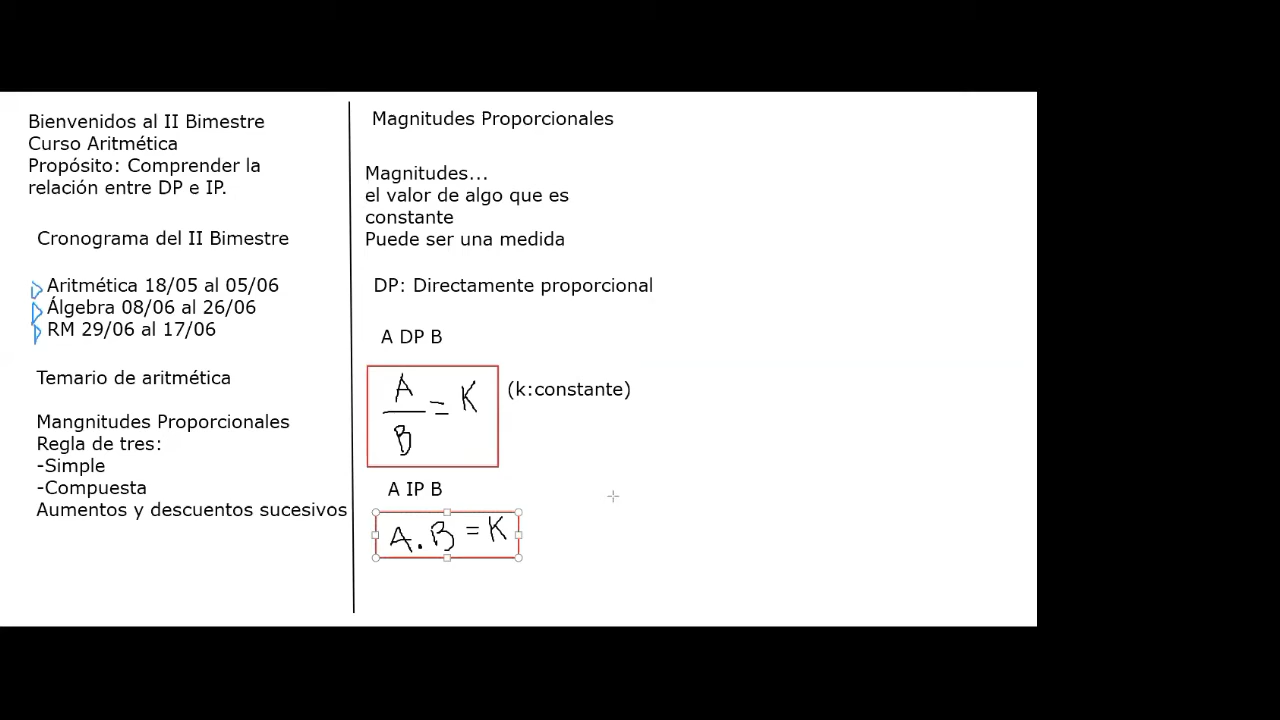 Bienvenidos al II Bimestre
Curso Aritmética
Propósito: Comprender la
relación entre DP e IP.
Cronograma del II Bimestre
Aritmética 18/05 al 05/06
Álgebra 08/06 al 26/06
RM 29/06 al 17/06
Temario de aritmética
Mangnitudes Proporcionales
Regla de tres:
-Simple
-Compuesta
Aumentos y descuentos sucesivos
Magnitudes Proporcionales
Magnitudes...
el valor de algo que es
constante
Puede ser una medida
DP: Directamente proporcional
A DP B
A
= K (k:constante)
B
A IP B
A.B = K